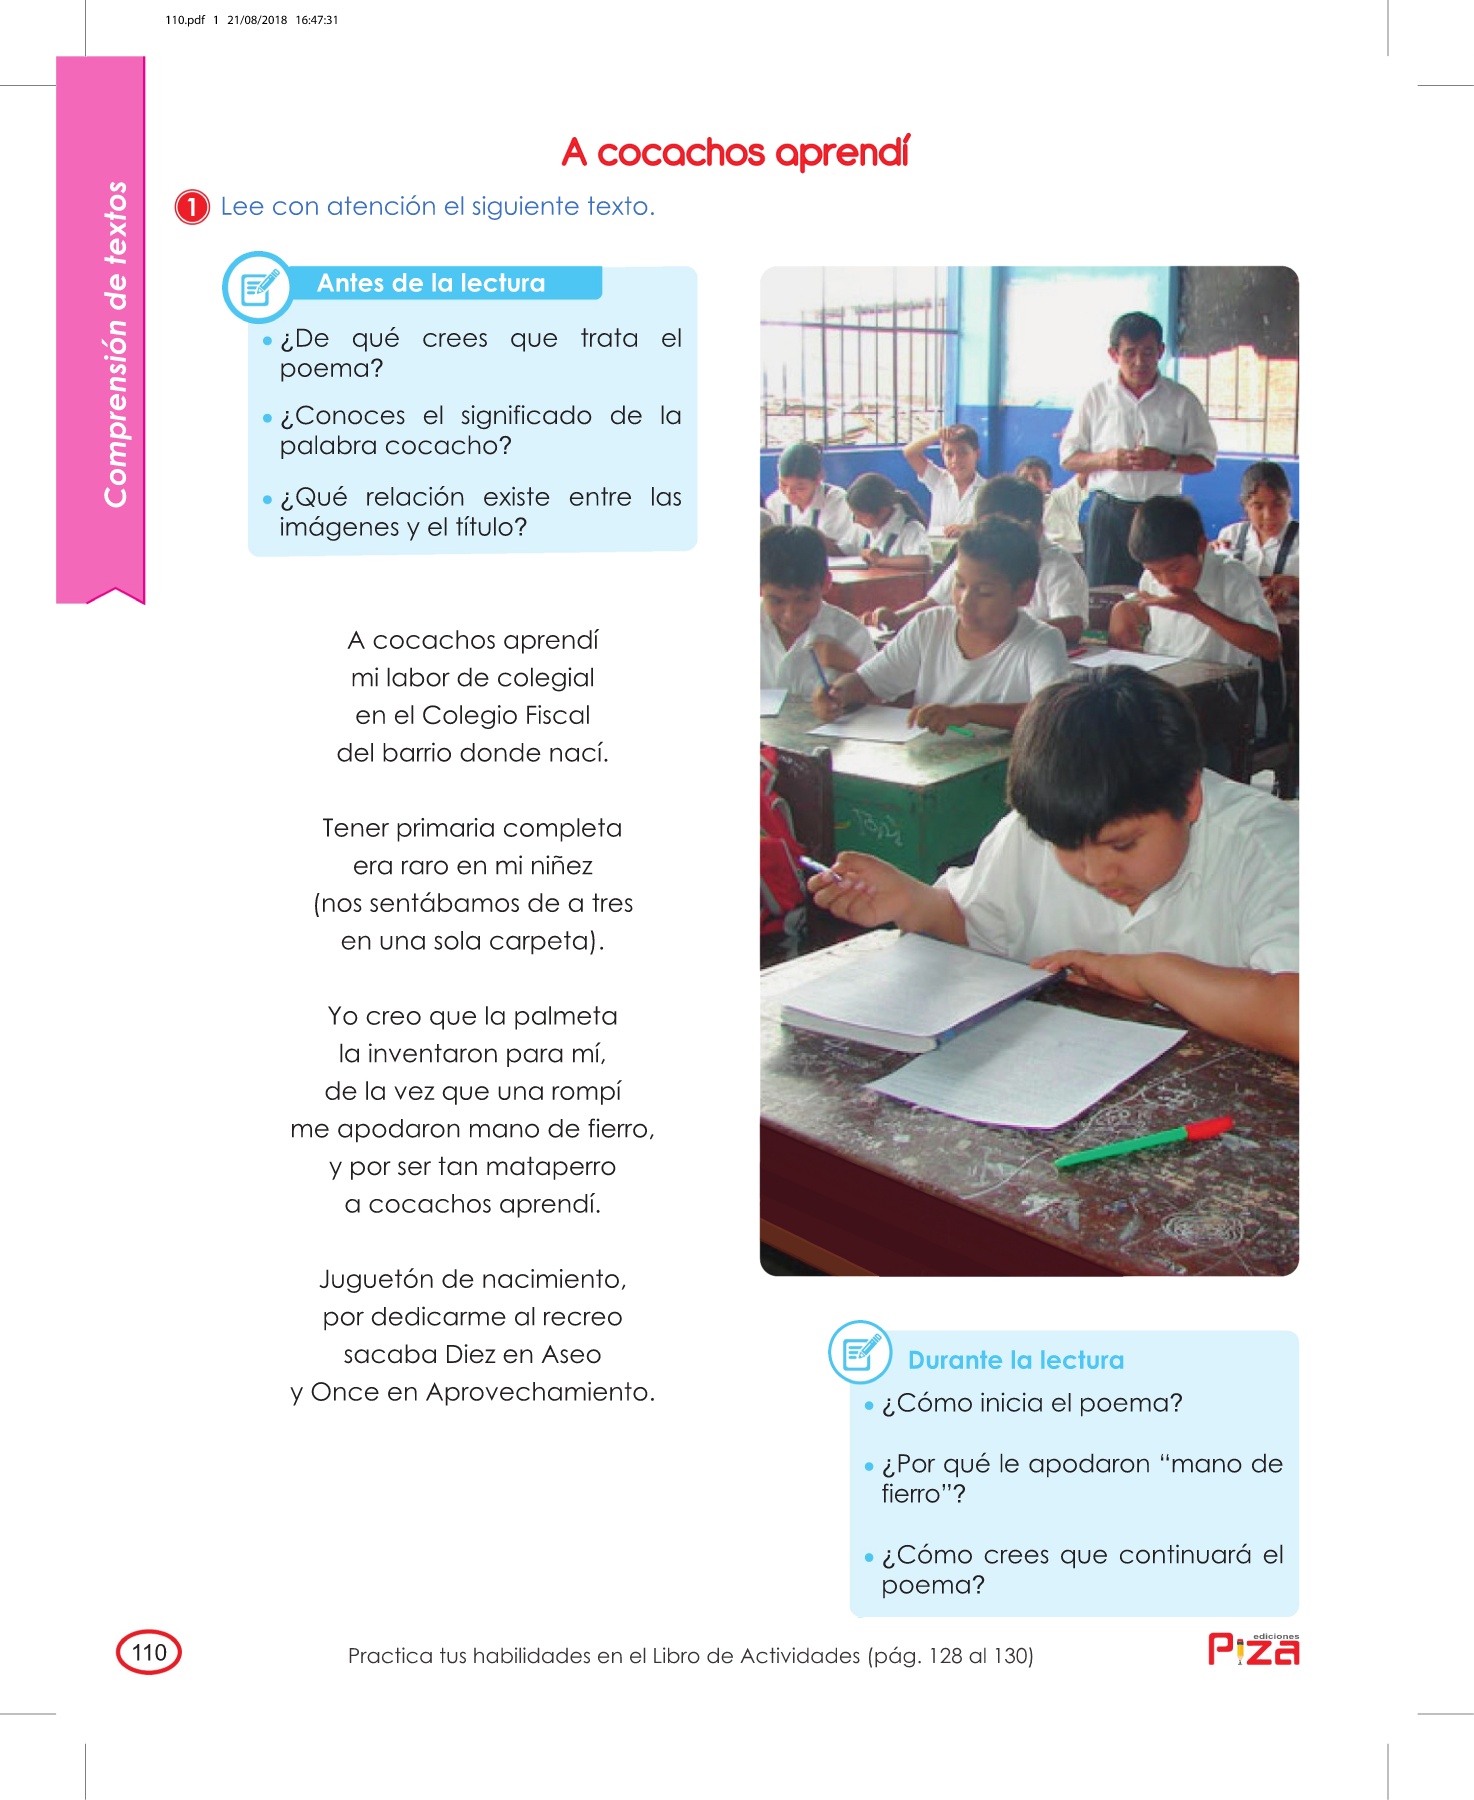 110.pdf 1 21/08/2018 16:47:31
Comprensión de textos
A cocachos aprendí
1 Lee con atención el siguiente texto.
Antes de la lectura
• ¿De qué crees que trata el
poema?
• ¿Conoces el significado de la
palabra cocacho?
• ¿Qué relación existe entre las
imágenes y el título?
A cocachos aprendí
mi labor de colegial
en el Colegio Fiscal
del barrio donde nací.
Tener primaria completa
era raro en mi niñez
(nos sentábamos de a tres
en una sola carpeta).
Yo creo que la palmeta
la inventaron para mí,
de la vez que una rompí
me apodaron mano de fierro,
y por ser tan mataperro
a cocachos aprendí.
Juguetón de nacimiento,
por dedicarme al recreo
sacaba Diez en Aseo
y Once en Aprovechamiento.
Durante la lectura
• ¿Cómo inicia el poema?
• ¿Por qué le apodaron “mano de
fierro”?
• ¿Cómo crees que continuará el
poema?
110
Practica tus habilidades en el Libro de Actividades (pág. 128 al 130)
ediciones
Piza